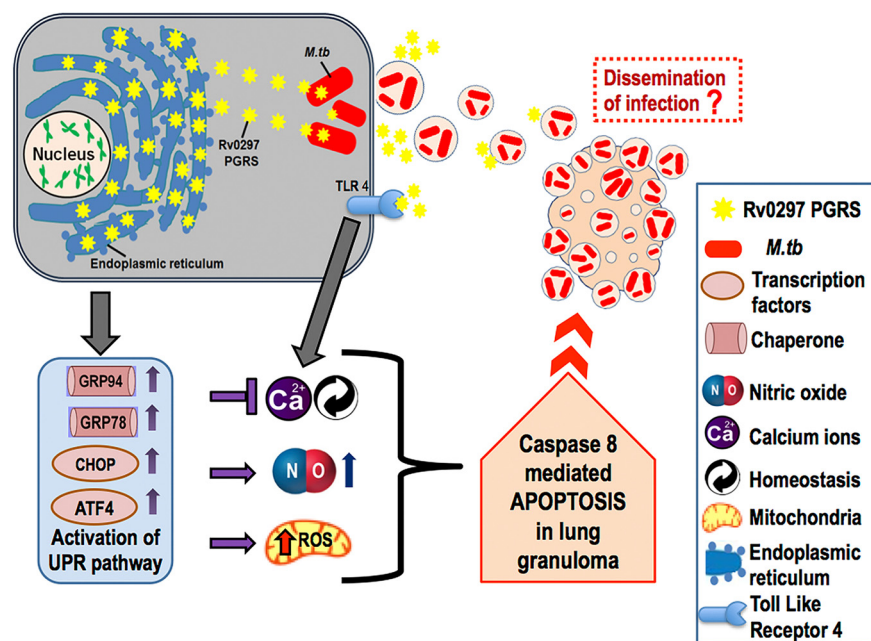 M.tb
Rv0297
PGRS
Nucleus
TLR 4
Endoplasmic reticulum
Dissemination
of infection ?
GRP94
GRP78
CHOP
ATF4
Activation of
UPR pathway
Ca2+
N O
ROS
Caspase 8
mediated
APOPTOSIS
in lung
granuloma
Rv0297 PGRS
M.tb
Transcription
factors
Chaperone
N O Nitric oxide
Ca2+ Calcium ions
Homeostasis
Mitochondria
Endoplasmic
reticulum
Toll Like
Receptor 4